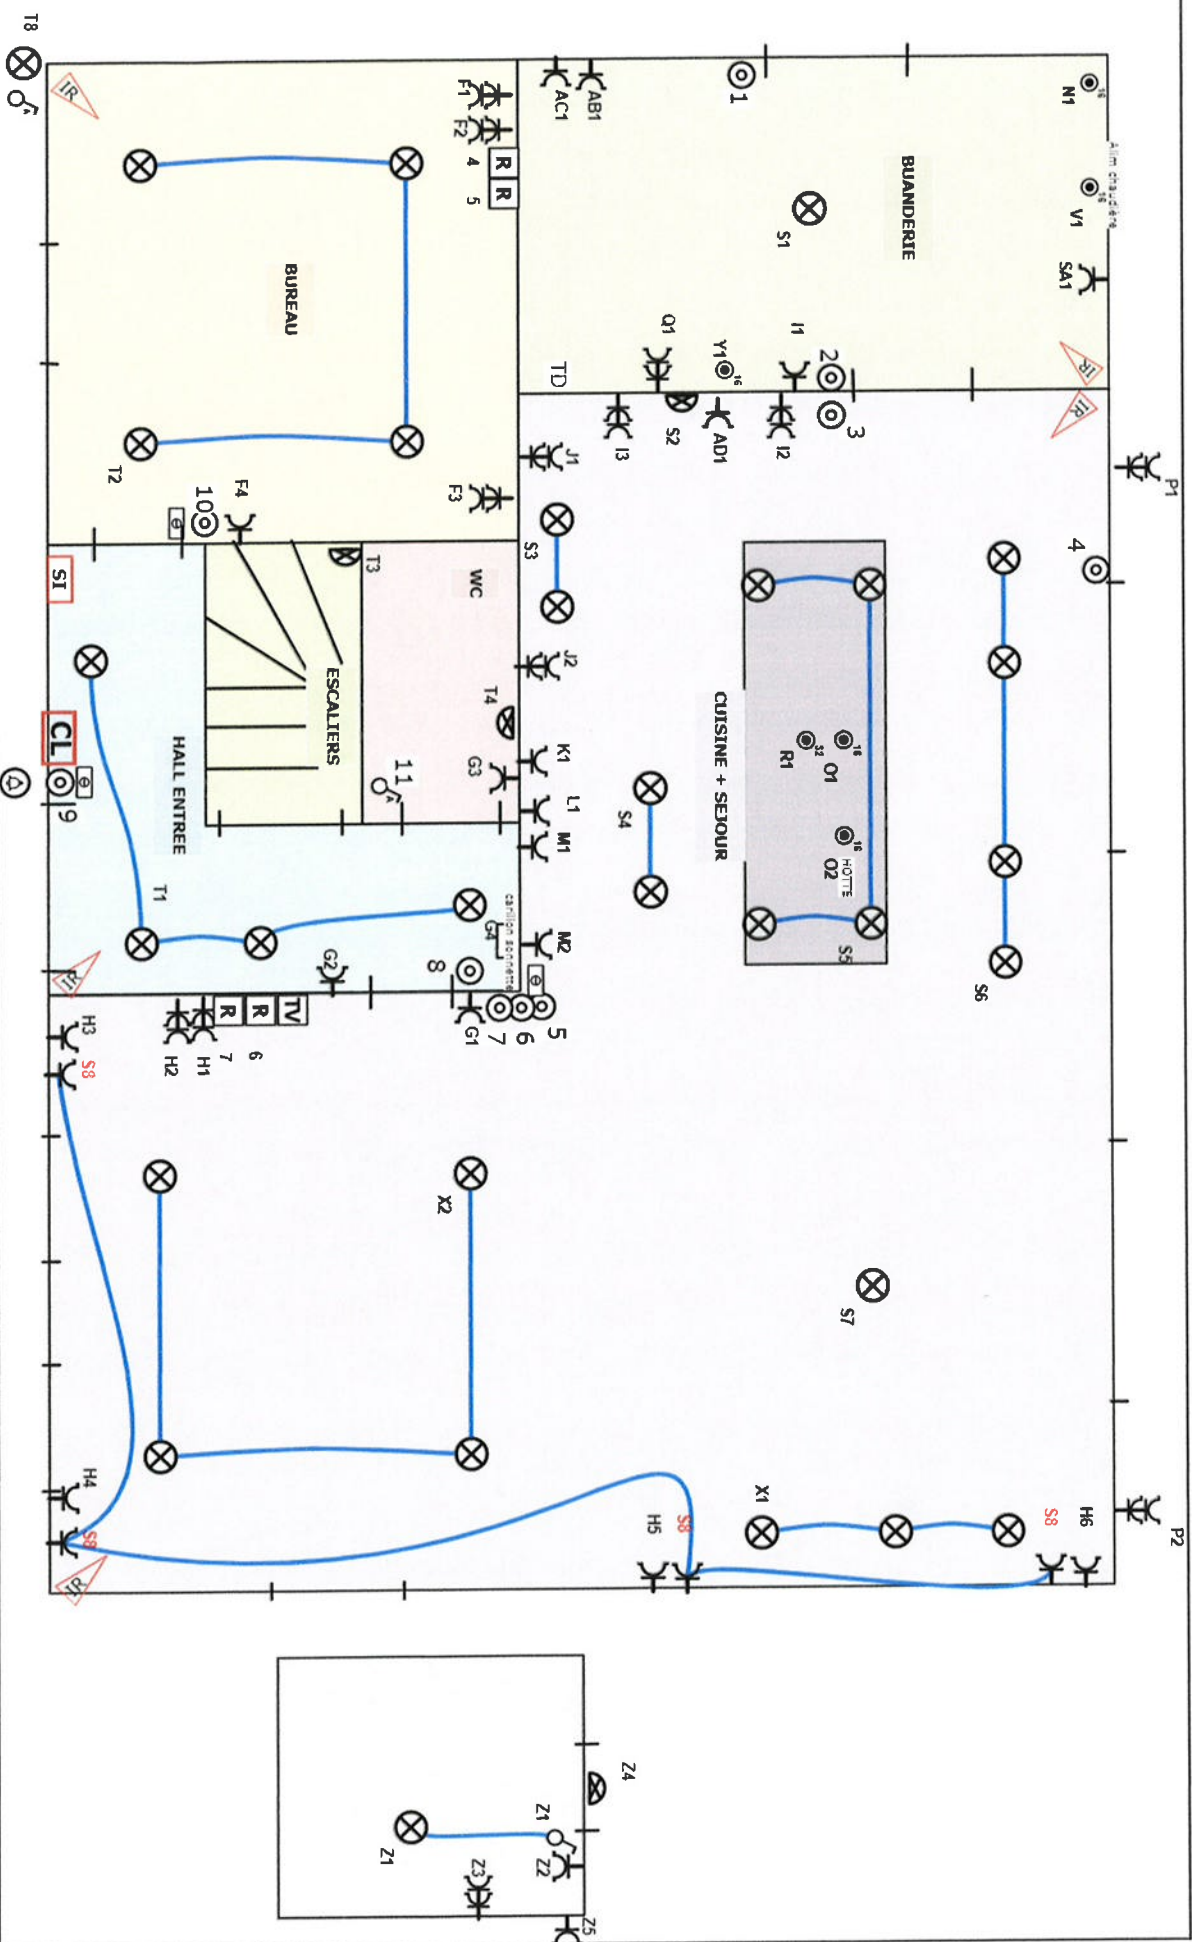 T8
A
IR
F1
F2
4
5
R
R
BUREAU
T2
10
F4
Θ
F3
AC1
AB1
1
N1
16
Alim chaudière
16
V1
SA1
BUANDERIE
S1
IR
Q1
Y1
16
I1
2
TD
IR
3
I3
S2
AD1
I2
P1
J1
S3
4
SI
T3
WC
J2
ESCALIERS
T4
CL
Θ
9
HALL ENTREE
11
A
G3
K1
L1
M1
CUISINE + SEJOUR
S4
R1
32
O1
16
O2
16
HOTTE
S5
S6
T1
carillon sonnette
G4
M2
8
G2
IR
Θ
5
6
7
G1
TV
R
R
6
7
H1
H2
H3
S8
X2
S7
H4
S8
IR
X1
H5
S8
S8
H6
P2
Z4
Z1
Z1
Z2
Z3
Z5